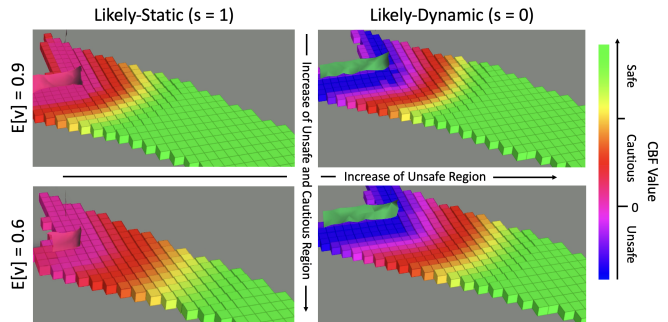 Likely-Static (s = 1)
Likely-Dynamic (s = 0)
E[v] = 0.9
E[v] = 0.6
Increase of Unsafe and Cautious Region
Increase of Unsafe Region
Safe
Cautious
0
Unsafe
CBF Value